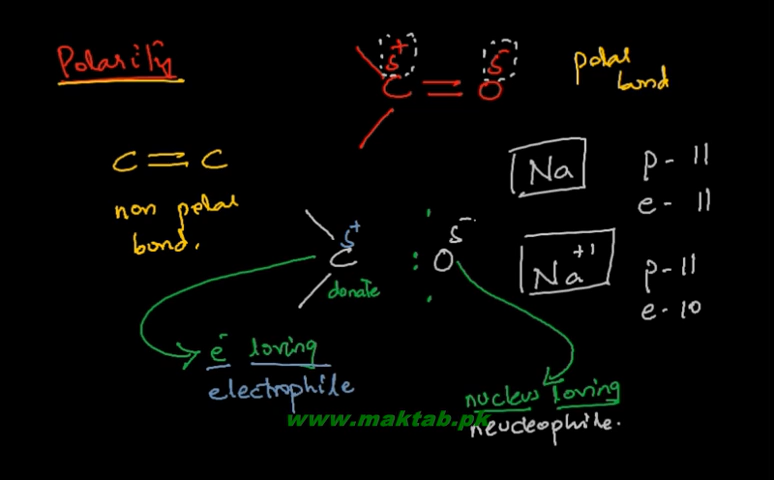 Polarity
δ+ δ-
C = O
polar
bond
C = C
non polar
bond.
Na
p - 11
e - 11
δ+ δ-
C : O
donate
Na+1
p - 11
e - 10
e- loving
electrophile
nucleus loving
neucleophile.
www.maktab.pk